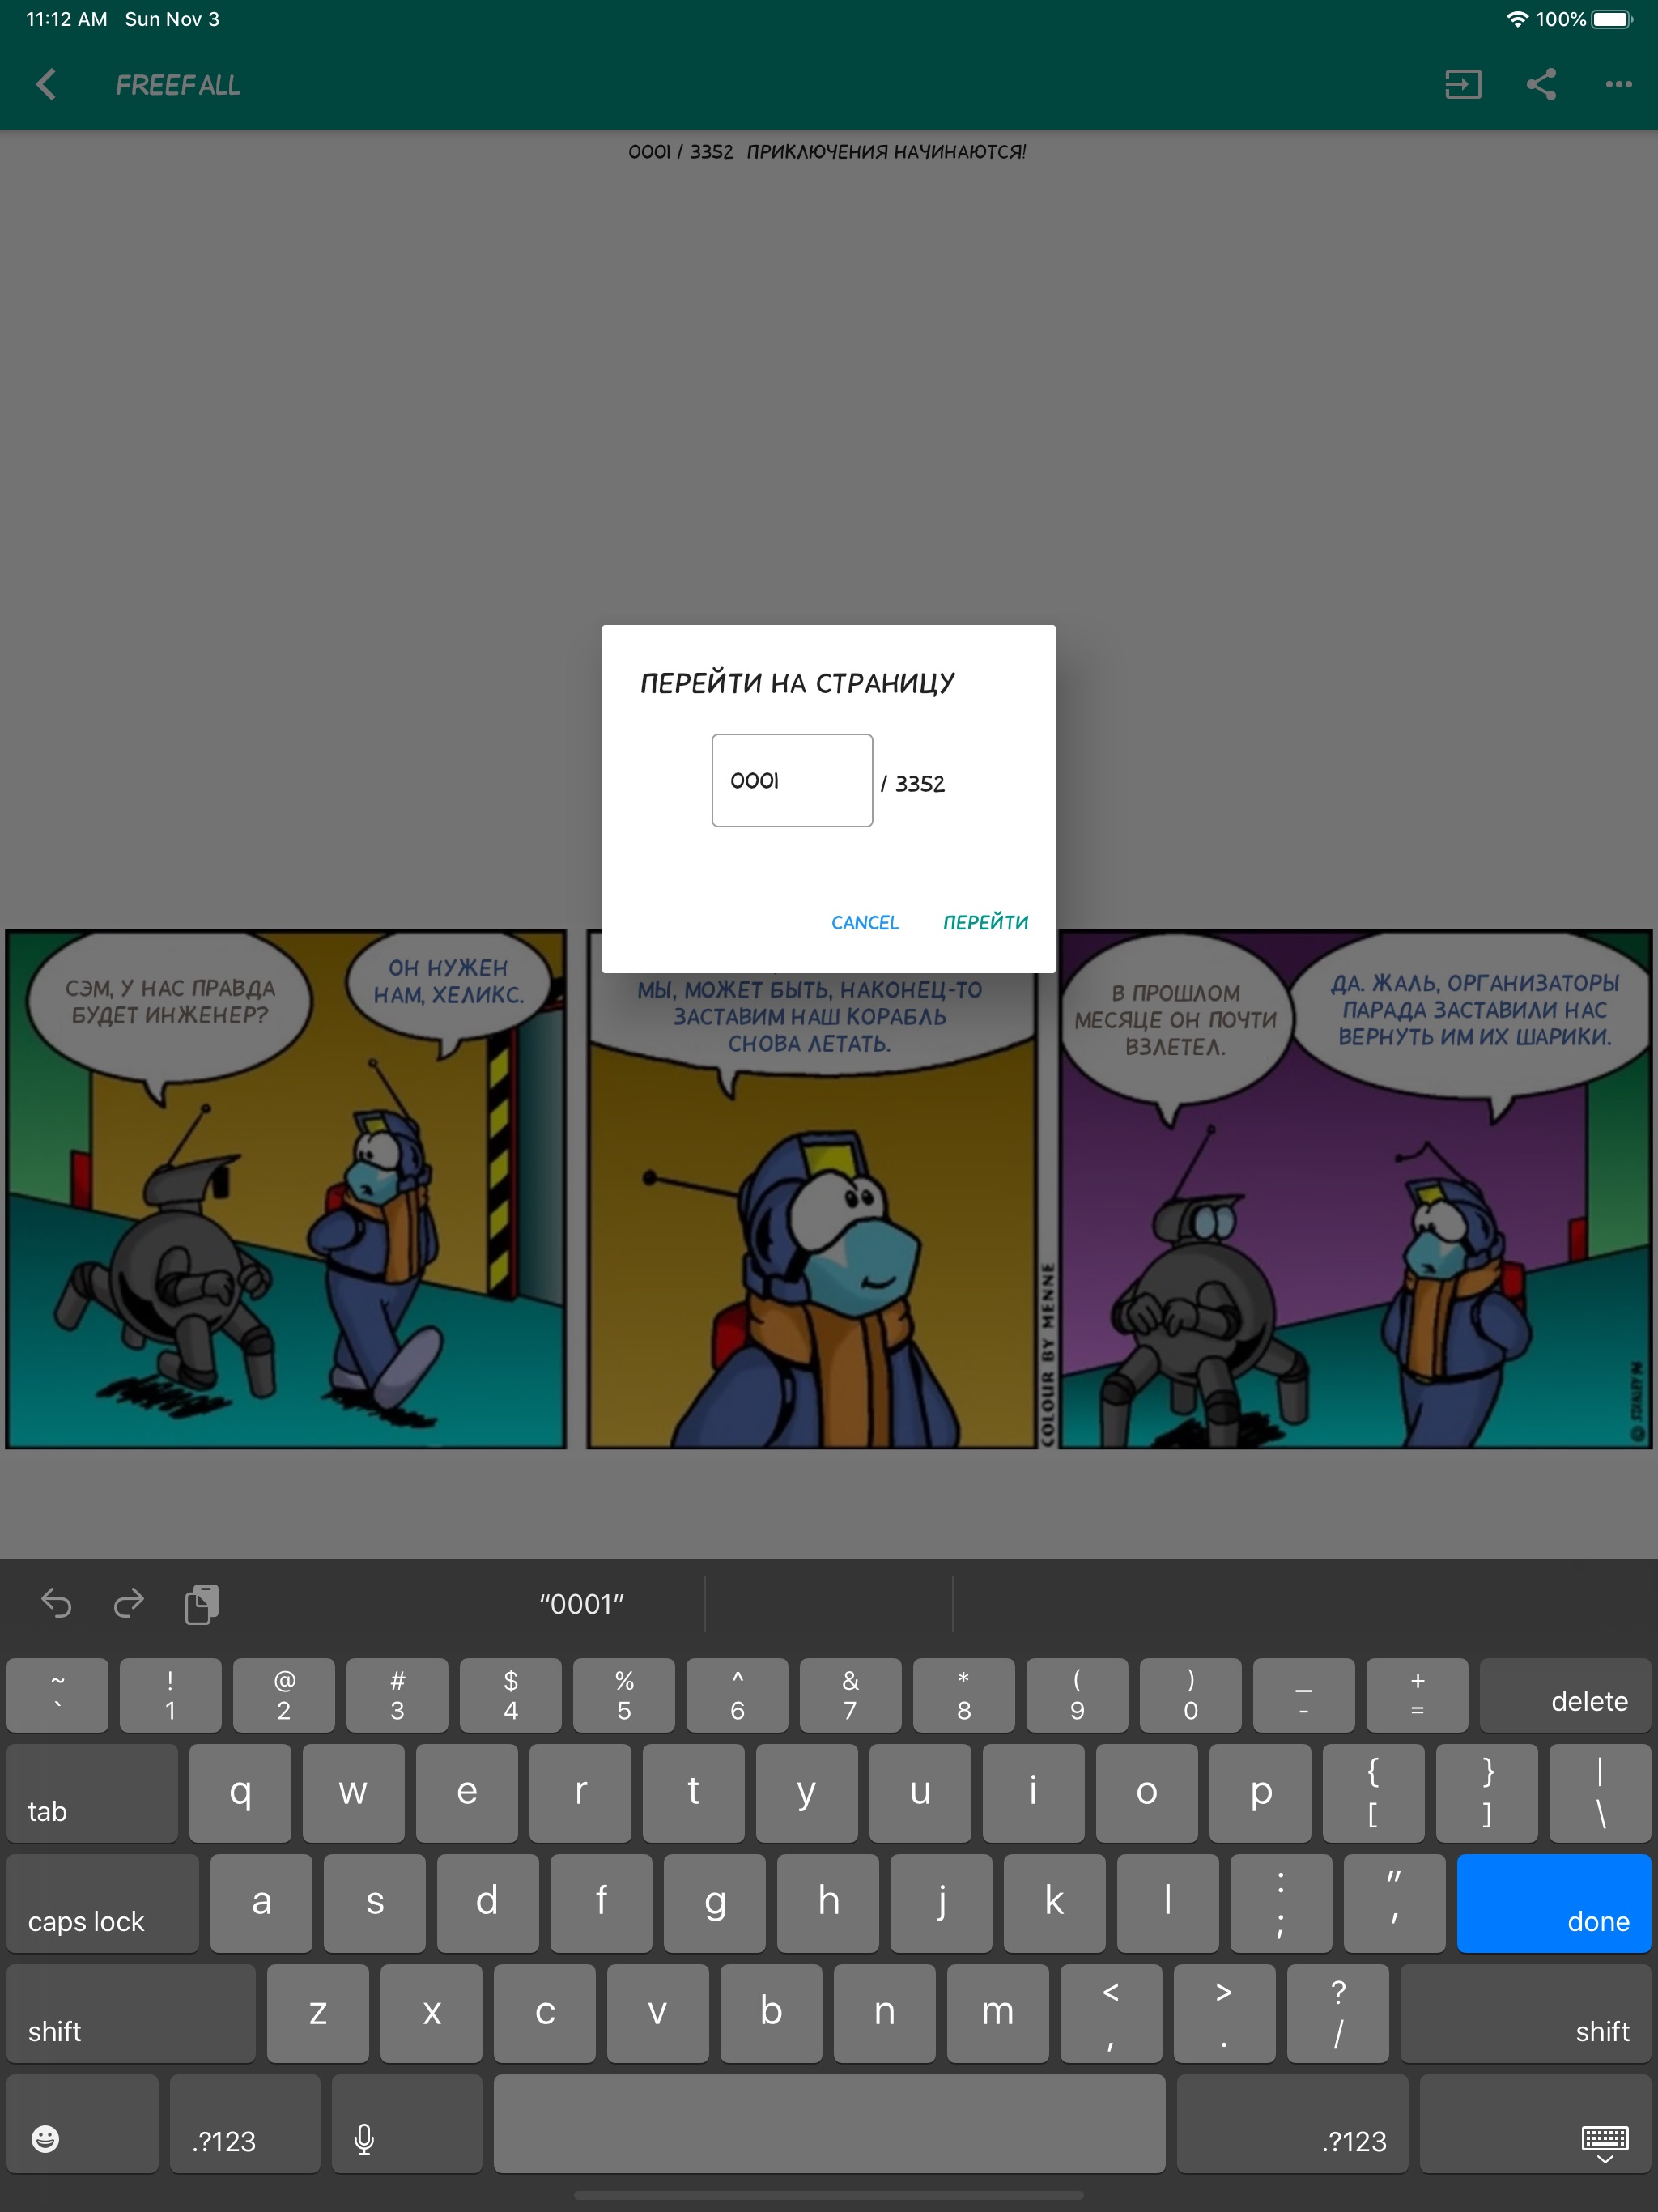 11:12 AM Sun Nov 3
100%
FREEFALL
0001 / 3352 ПРИКЛЮЧЕНИЯ НАЧИНАЮТСЯ!
ПЕРЕЙТИ НА СТРАНИЦУ
0001 / 3352
CANCEL ПЕРЕЙТИ
СЭМ, У НАС ПРАВДА
БУДЕТ ИНЖЕНЕР?
ОН НУЖЕН
НАМ, ХЕЛИКС.
МЫ, МОЖЕТ БЫТЬ, НАКОНЕЦ-ТО
ЗАСТАВИМ НАШ КОРАБЛЬ
СНОВА ЛЕТАТЬ.
COLOUR BY MENNE
В ПРОШЛОМ
МЕСЯЦЕ ОН ПОЧТИ
ВЗЛЕТЕЛ.
ДА. ЖАЛЬ, ОРГАНИЗАТОРЫ
ПАРАДА ЗАСТАВИЛИ НАС
ВЕРНУТЬ ИМ ИХ ШАРИКИ.
“0001”
~ ! @ # $ % ^ & * ( ) _ +
` 1 2 3 4 5 6 7 8 9 0 - = delete
tab q w e r t y u i o p { [ } ] | \
caps lock a s d f g h j k l : ; " ' done
shift z x c v b n m < , > . ? / shift
.?123 .?123